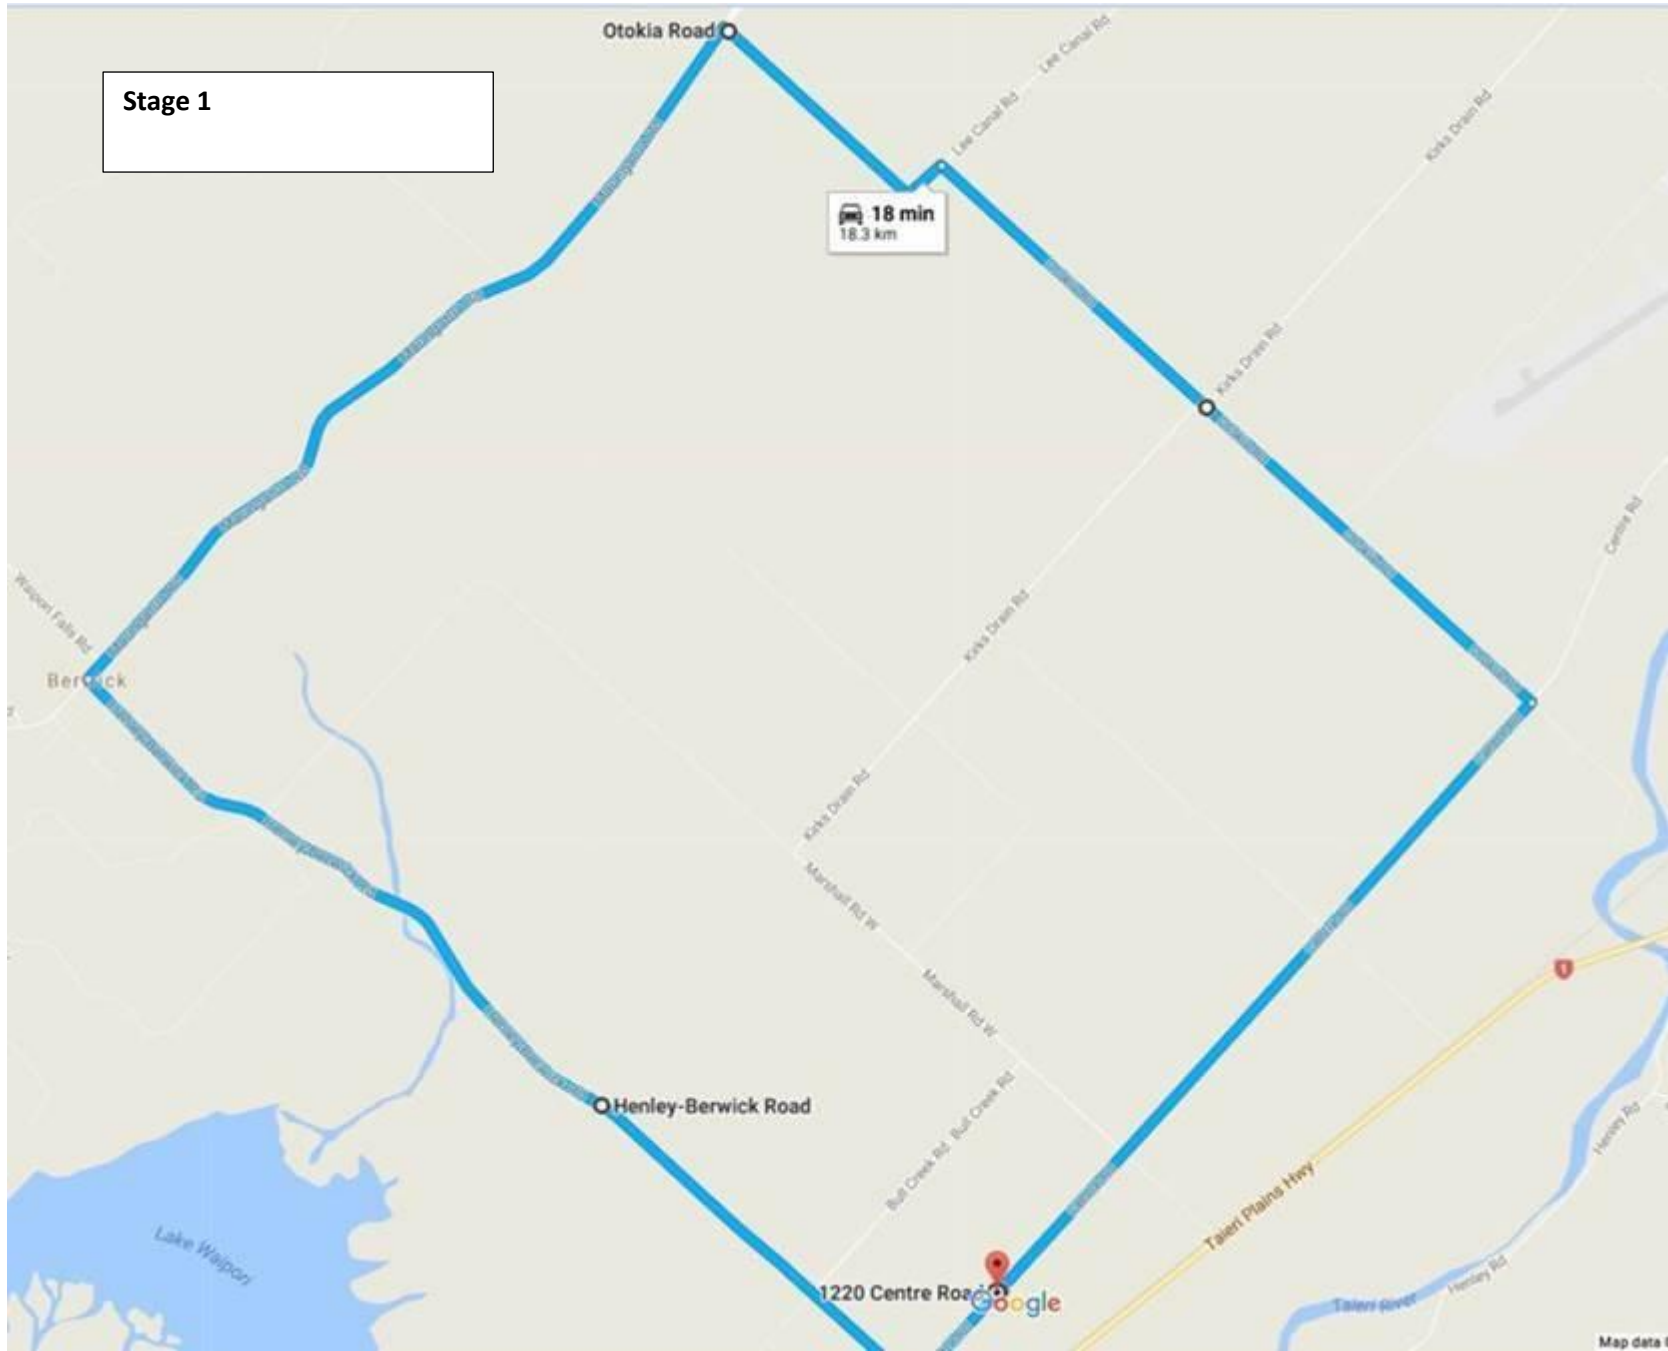 Otokia Road
Stage 1
Lee Canal Rd
Lee Canal Rd
Kirks Drain Rd
18 min
18.3 km
Kirks Drain Rd
Centre Rd
Waipori Falls Rd
Berwick
Kirks Drain Rd
Kirks Drain Rd
Marshall Rd W
1
Marshall Rd W
Bull Creek Rd
Henley-Berwick Road
Henley Rd
Bull Creek Rd
Taieri Plains Hwy
Lake Waipori
1220 Centre Road
Google
Henley Rd
Taieri River
Map data